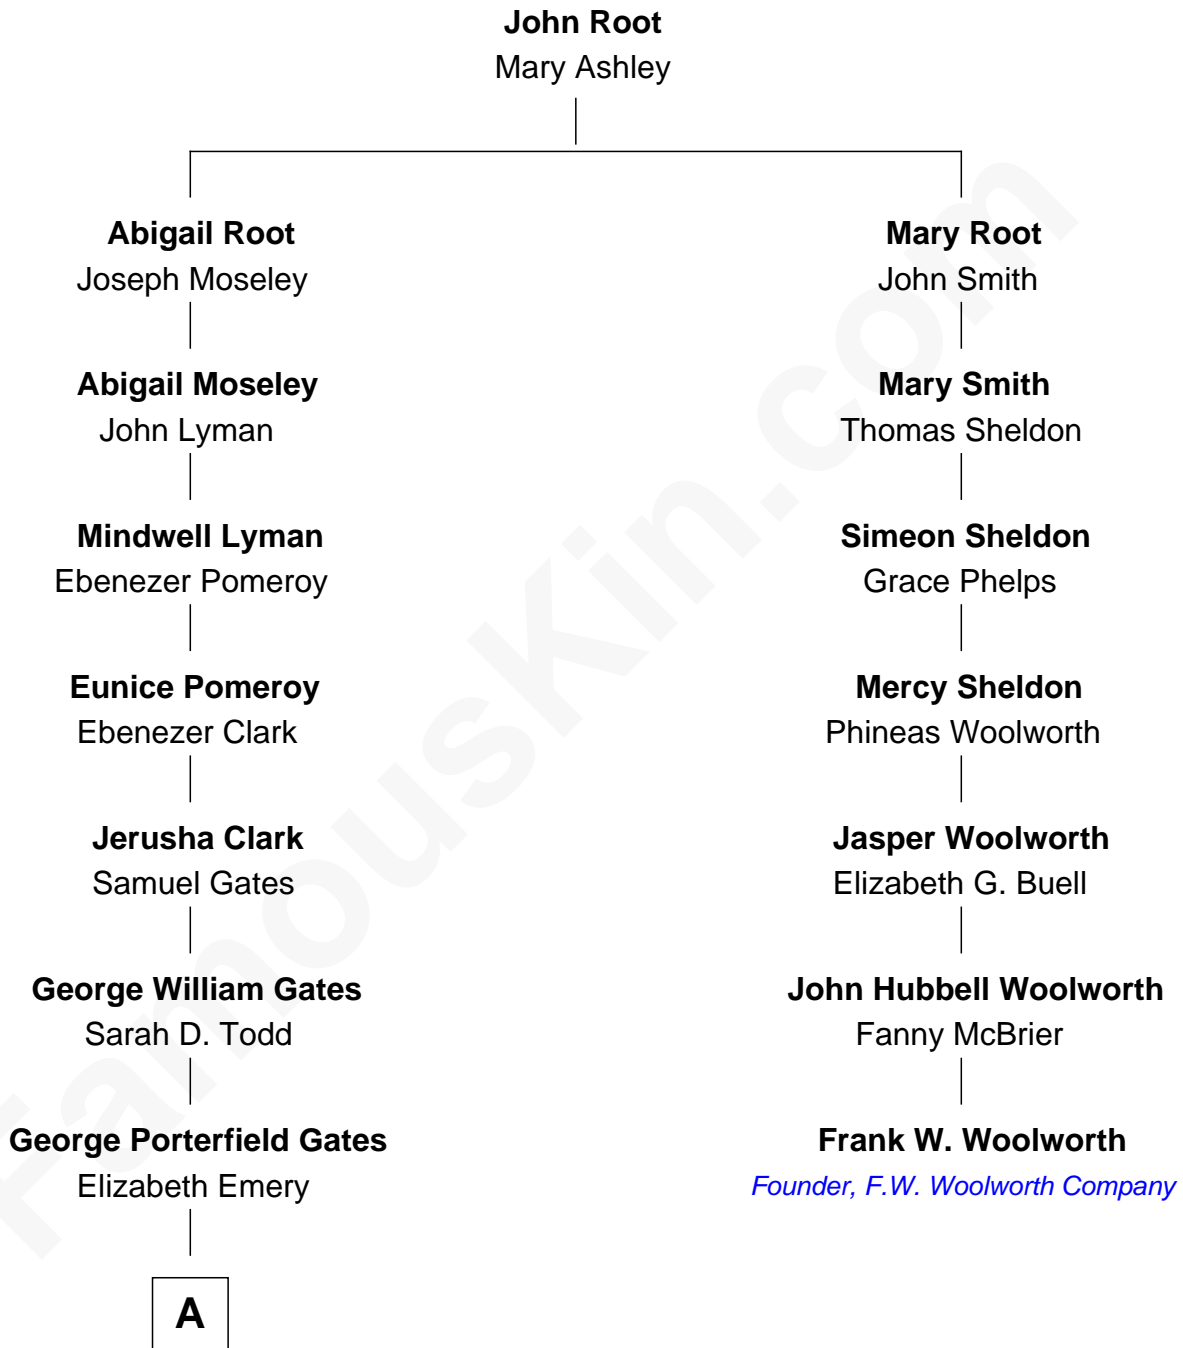 John Root
Mary Ashley
Abigail Root
Joseph Moseley
Abigail Moseley
John Lyman
Mindwell Lyman
Ebenezer Pomeroy
Eunice Pomeroy
Ebenezer Clark
Jerusha Clark
Samuel Gates
George William Gates
Sarah D. Todd
George Porterfield Gates
Elizabeth Emery
A
Mary Root
John Smith
Mary Smith
Thomas Sheldon
Simeon Sheldon
Grace Phelps
Mercy Sheldon
Phineas Woolworth
Jasper Woolworth
Elizabeth G. Buell
John Hubbell Woolworth
Fanny McBrier
Frank W. Woolworth
Founder, F.W. Woolworth Company
FamousKin.com